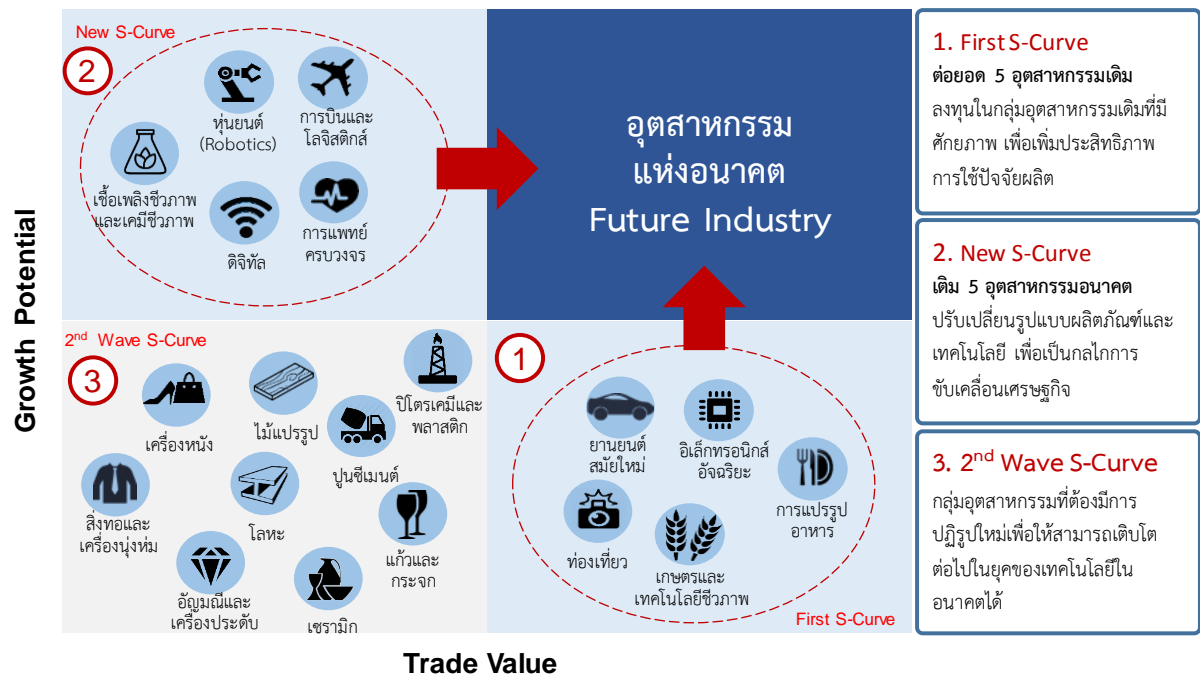 New S-Curve
2
หุ่นยนต์
(Robotics)
การบินและ
โลจิสติกส์
เชื้อเพลิงชีวภาพ
และเคมีชีวภาพ
ดิจิทัล
การแพทย์
ครบวงจร
อุตสาหกรรม
แห่งอนาคต
Future Industry
Growth Potential
2nd Wave S-Curve
3
เครื่องหนัง
ไม้แปรรูป
ปิโตรเคมีและ
พลาสติก
ปูนซีเมนต์
สิ่งทอและ
เครื่องนุ่งห่ม
โลหะ
แก้วและ
กระจก
อัญมณีและ
เครื่องประดับ
เซรามิก
1
ยานยนต์
สมัยใหม่
อิเล็กทรอนิกส์
อัจฉริยะ
การแปรรูป
อาหาร
ท่องเที่ยว
เกษตรและ
เทคโนโลยีชีวภาพ
First S-Curve
Trade Value
1. First S-Curve
ต่อยอด 5 อุตสาหกรรมเดิม
ลงทุนในกลุ่มอุตสาหกรรมเดิมที่มี
ศักยภาพ เพื่อเพิ่มประสิทธิภาพ
การใช้ปัจจัยผลิต
2. New S-Curve
เติม 5 อุตสาหกรรมอนาคต
ปรับเปลี่ยนรูปแบบผลิตภัณฑ์และ
เทคโนโลยี เพื่อเป็นกลไกการ
ขับเคลื่อนเศรษฐกิจ
3. 2nd Wave S-Curve
กลุ่มอุตสาหกรรมที่ต้องมีการ
ปฏิรูปใหม่เพื่อให้สามารถเติบโต
ต่อไปในยุคของเทคโนโลยีใน
อนาคตได้